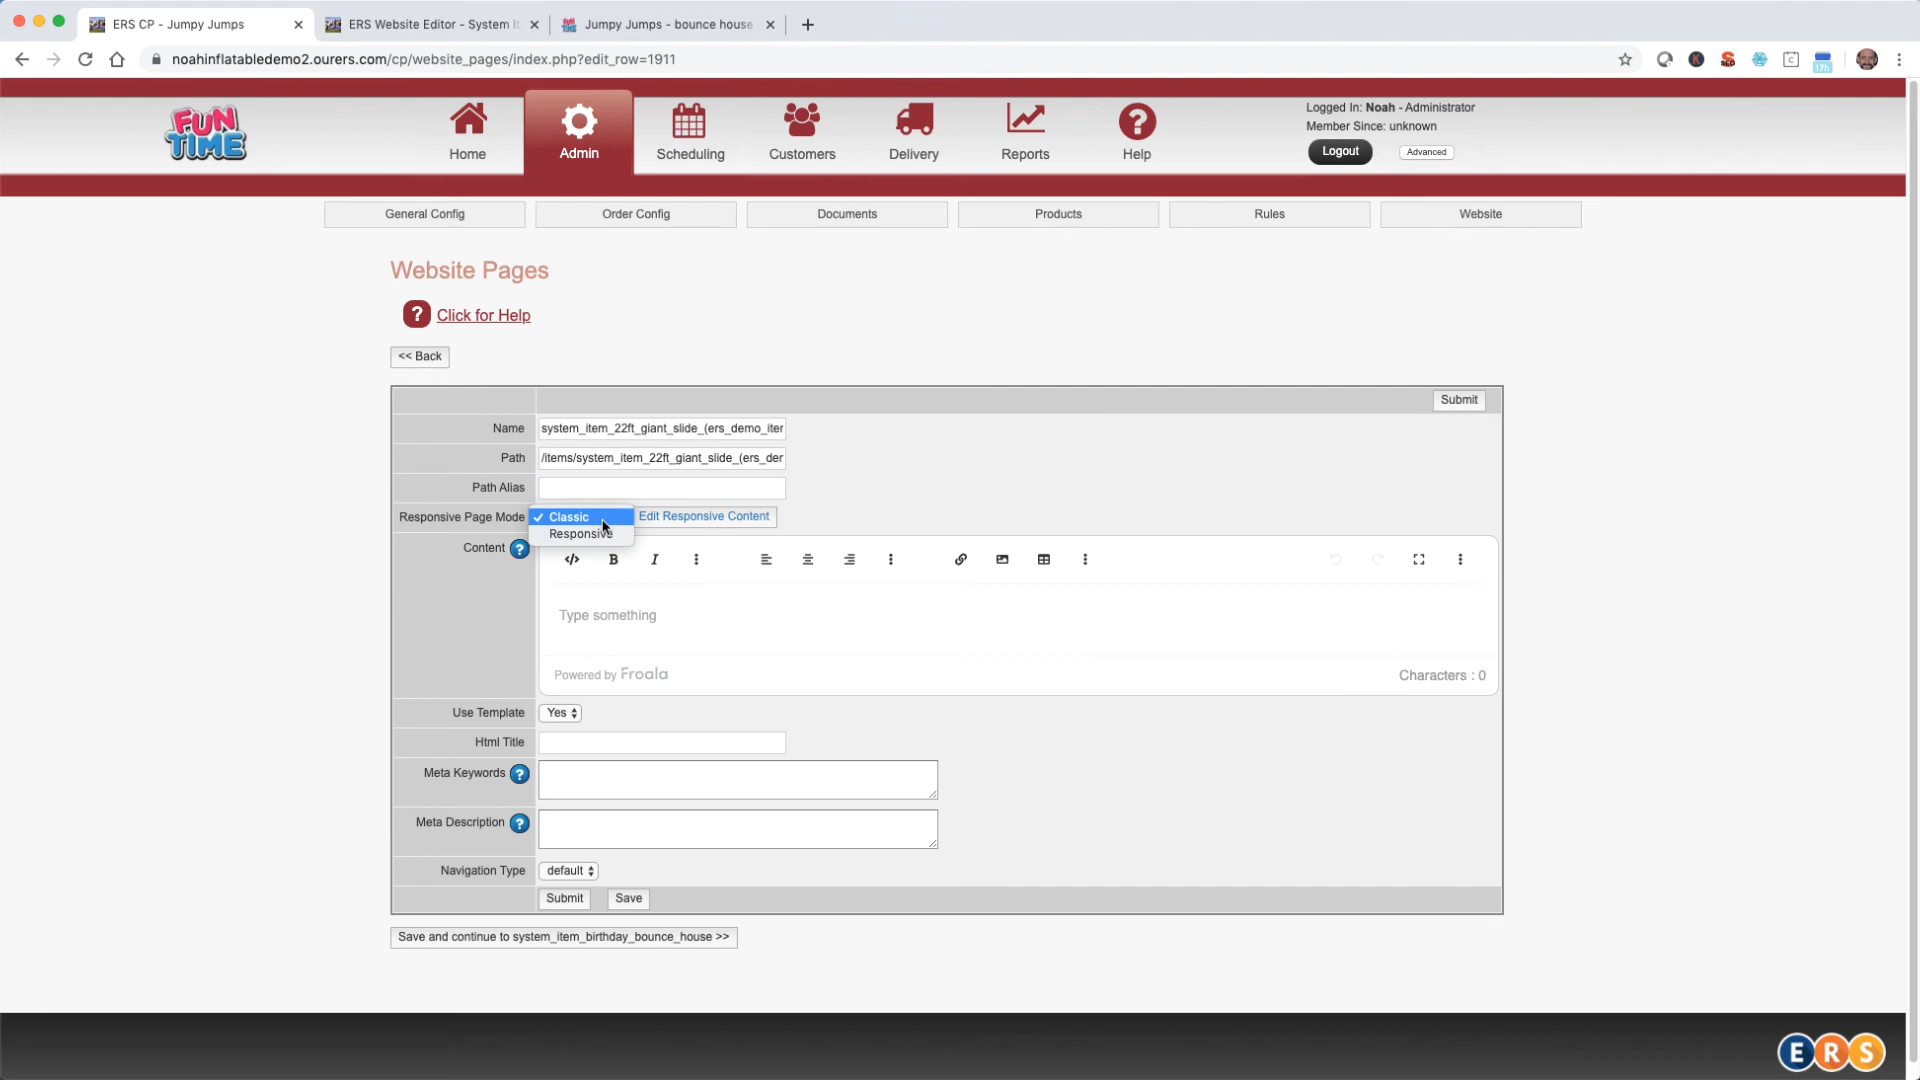 ERS CP - Jumpy Jumps
ERS Website Editor - System It
Jumpy Jumps - bounce house
noahinflatabledemo2.ourers.com/cp/website_pages/index.php?edit_row=1911
17h
FUN TIME
Home
Admin
Scheduling
Customers
Delivery
Reports
Help
Logged In: Noah - Administrator
Member Since: unknown
Logout
Advanced
General Config
Order Config
Documents
Products
Rules
Website
Website Pages
? Click for Help
<< Back
Submit
Name system_item_22ft_giant_slide_(ers_demo_iter
Path /items/system_item_22ft_giant_slide_(ers_der
Path Alias
Responsive Page Mode ✓ Classic Edit Responsive Content
Responsive
Content ?
Type something
Powered by Froala
Characters : 0
Use Template Yes
Html Title
Meta Keywords ?
Meta Description ?
Navigation Type default
Submit Save
Save and continue to system_item_birthday_bounce_house >>
ERS